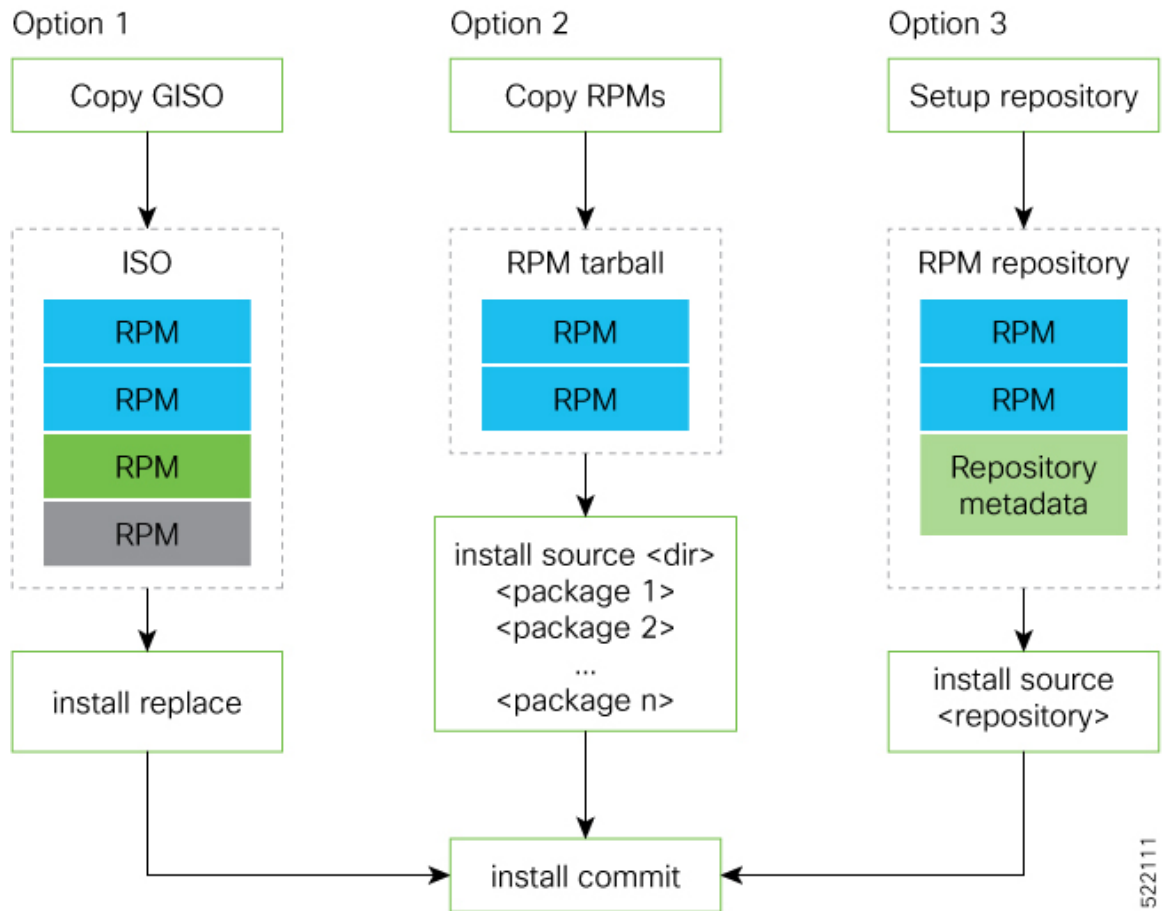 Option 1
Copy GISO
ISO
RPM
RPM
RPM
RPM
install replace
Option 2
Copy RPMs
RPM tarball
RPM
RPM
install source <dir>
<package 1>
<package 2>
...
<package n>
Option 3
Setup repository
RPM repository
RPM
RPM
Repository
metadata
install source
<repository>
install commit
522111